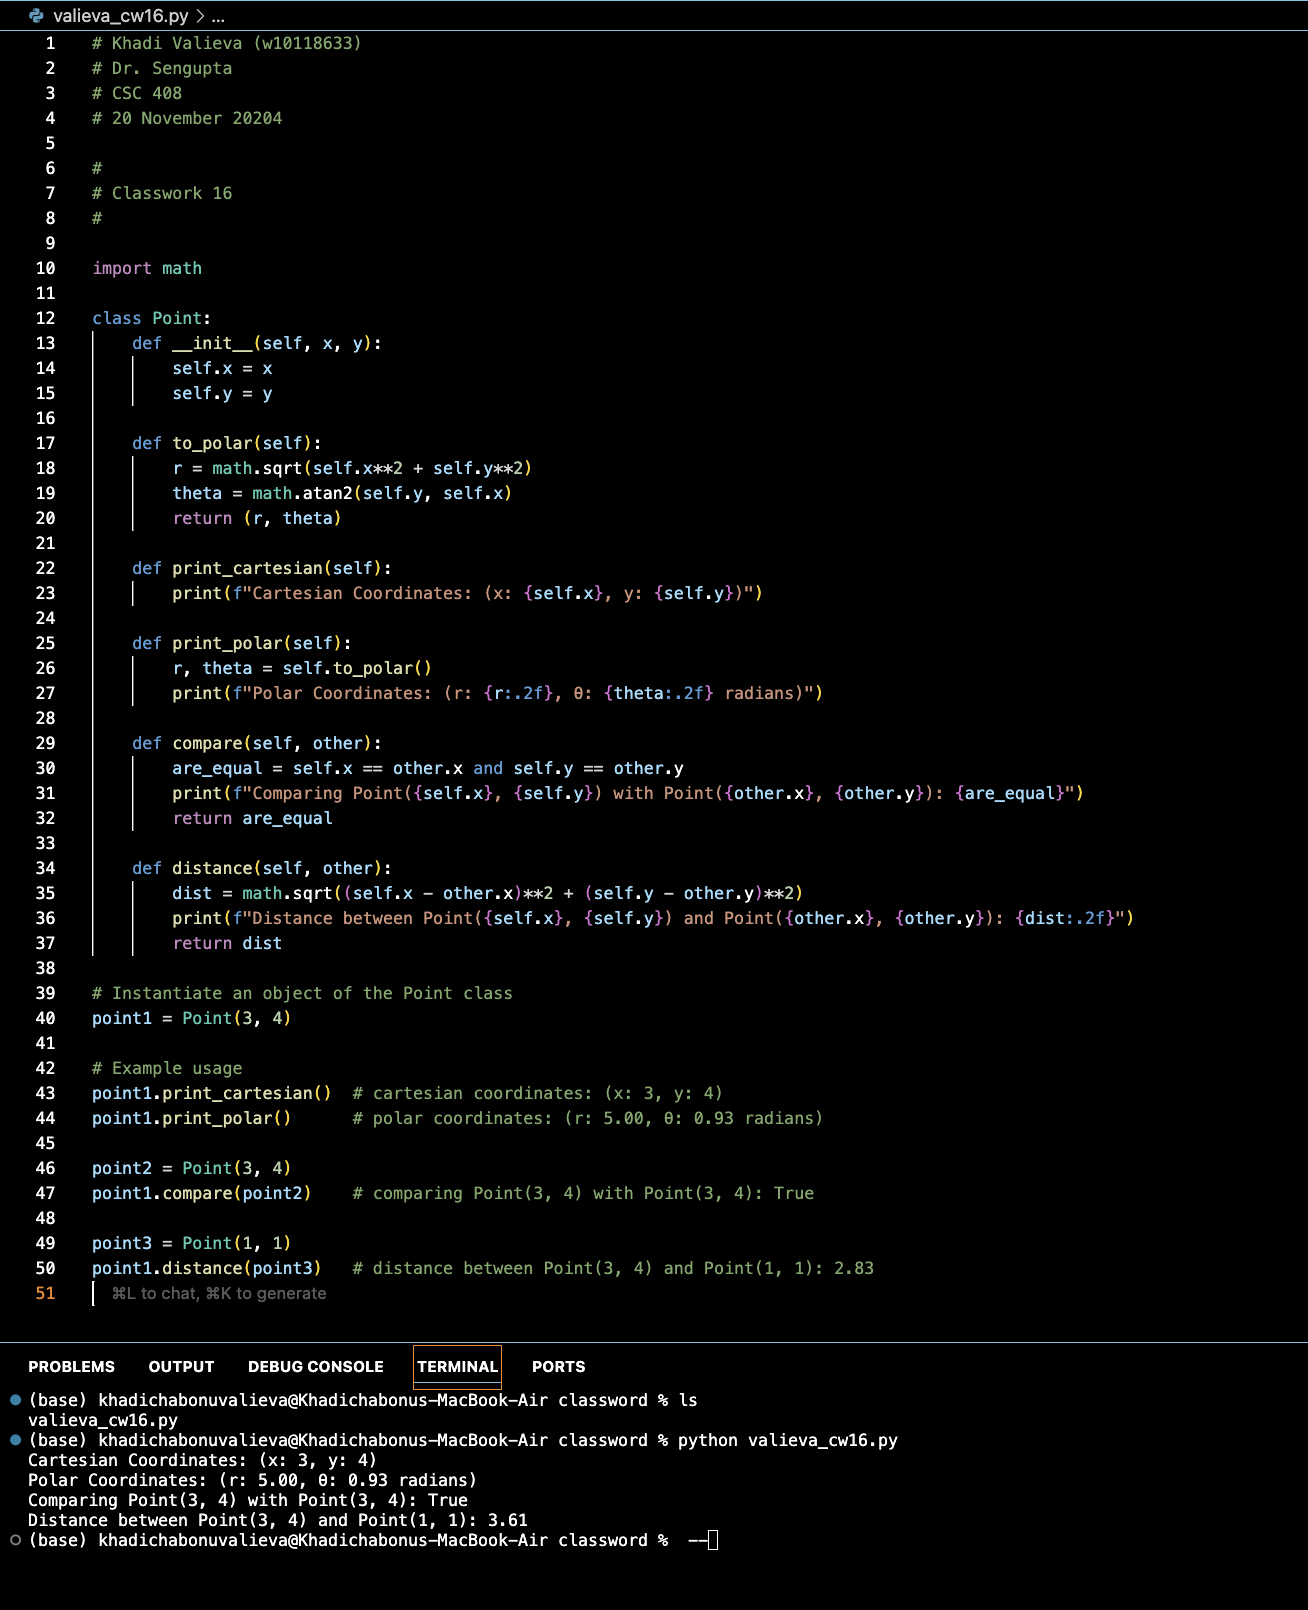 valieva_cw16.py > ...
1 # Khadi Valieva (w10118633)
2 # Dr. Sengupta
3 # CSC 408
4 # 20 November 20204
5
6 #
7 # Classwork 16
8 #
9
10 import math
11
12 class Point:
13     def __init__(self, x, y):
14         self.x = x
15         self.y = y
16
17     def to_polar(self):
18         r = math.sqrt(self.x**2 + self.y**2)
19         theta = math.atan2(self.y, self.x)
20         return (r, theta)
21
22     def print_cartesian(self):
23         print(f"Cartesian Coordinates: (x: {self.x}, y: {self.y})")
24
25     def print_polar(self):
26         r, theta = self.to_polar()
27         print(f"Polar Coordinates: (r: {r:.2f}, θ: {theta:.2f} radians)")
28
29     def compare(self, other):
30         are_equal = self.x == other.x and self.y == other.y
31         print(f"Comparing Point({self.x}, {self.y}) with Point({other.x}, {other.y}): {are_equal}")
32         return are_equal
33
34     def distance(self, other):
35         dist = math.sqrt((self.x - other.x)**2 + (self.y - other.y)**2)
36         print(f"Distance between Point({self.x}, {self.y}) and Point({other.x}, {other.y}): {dist:.2f}")
37         return dist
38
39 # Instantiate an object of the Point class
40 point1 = Point(3, 4)
41
42 # Example usage
43 point1.print_cartesian()  # cartesian coordinates: (x: 3, y: 4)
44 point1.print_polar()      # polar coordinates: (r: 5.00, θ: 0.93 radians)
45
46 point2 = Point(3, 4)
47 point1.compare(point2)    # comparing Point(3, 4) with Point(3, 4): True
48
49 point3 = Point(1, 1)
50 point1.distance(point3)   # distance between Point(3, 4) and Point(1, 1): 2.83
51 ⌘L to chat, ⌘K to generate
PROBLEMS OUTPUT DEBUG CONSOLE TERMINAL PORTS
(base) khadichabonuvalieva@Khadichabonus-MacBook-Air classword % ls
valieva_cw16.py
(base) khadichabonuvalieva@Khadichabonus-MacBook-Air classword % python valieva_cw16.py
Cartesian Coordinates: (x: 3, y: 4)
Polar Coordinates: (r: 5.00, θ: 0.93 radians)
Comparing Point(3, 4) with Point(3, 4): True
Distance between Point(3, 4) and Point(1, 1): 3.61
(base) khadichabonuvalieva@Khadichabonus-MacBook-Air classword %  --